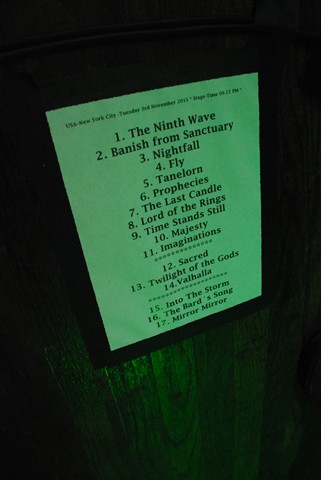 USA-New York City Tuesday 3rd November 2015 * Stage-Time 09.15 PM *
1. The Ninth Wave
2. Banish from Sanctuary
3. Nightfall
4. Fly
5. Tanelorn
6. Prophecies
7. The Last Candle
8. Lord of the Rings
9. Time Stands Still
10. Majesty
11. Imaginations
**************
12. Sacred
13. Twilight of the Gods
14.Valhalla
*******************
15. Into The Storm
16. The Bard´s Song
17. Mirror Mirror